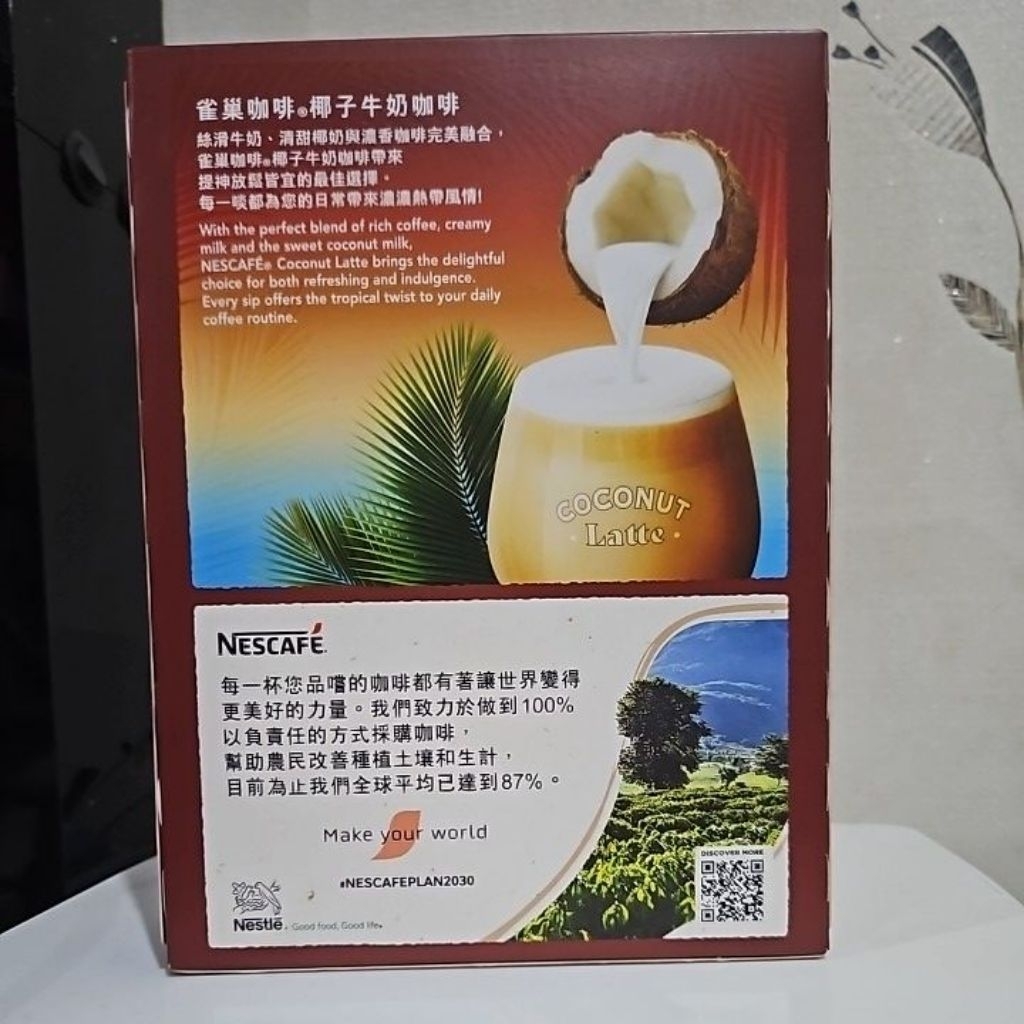 雀巢咖啡®椰子牛奶咖啡
絲滑牛奶、清甜椰奶與濃香咖啡完美融合，
雀巢咖啡®椰子牛奶咖啡帶來
提神放鬆皆宜的最佳選擇。
每一啖都為您的日常帶來濃濃熱帶風情!
With the perfect blend of rich coffee, creamy
milk and the sweet coconut milk,
NESCAFÉ® Coconut Latte brings the delightful
choice for both refreshing and indulgence.
Every sip offers the tropical twist to your daily
coffee routine.
COCONUT
Latte
NESCAFÉ
每一杯您品嚐的咖啡都有著讓世界變得
更美好的力量。我們致力於做到100%
以負責任的方式採購咖啡，
幫助農民改善種植土壤和生計，
目前為止我們全球平均已達到87%。
Make your world
#NESCAFEPLAN2030
DISCOVER MORE
Nestlé® Good food, Good life®